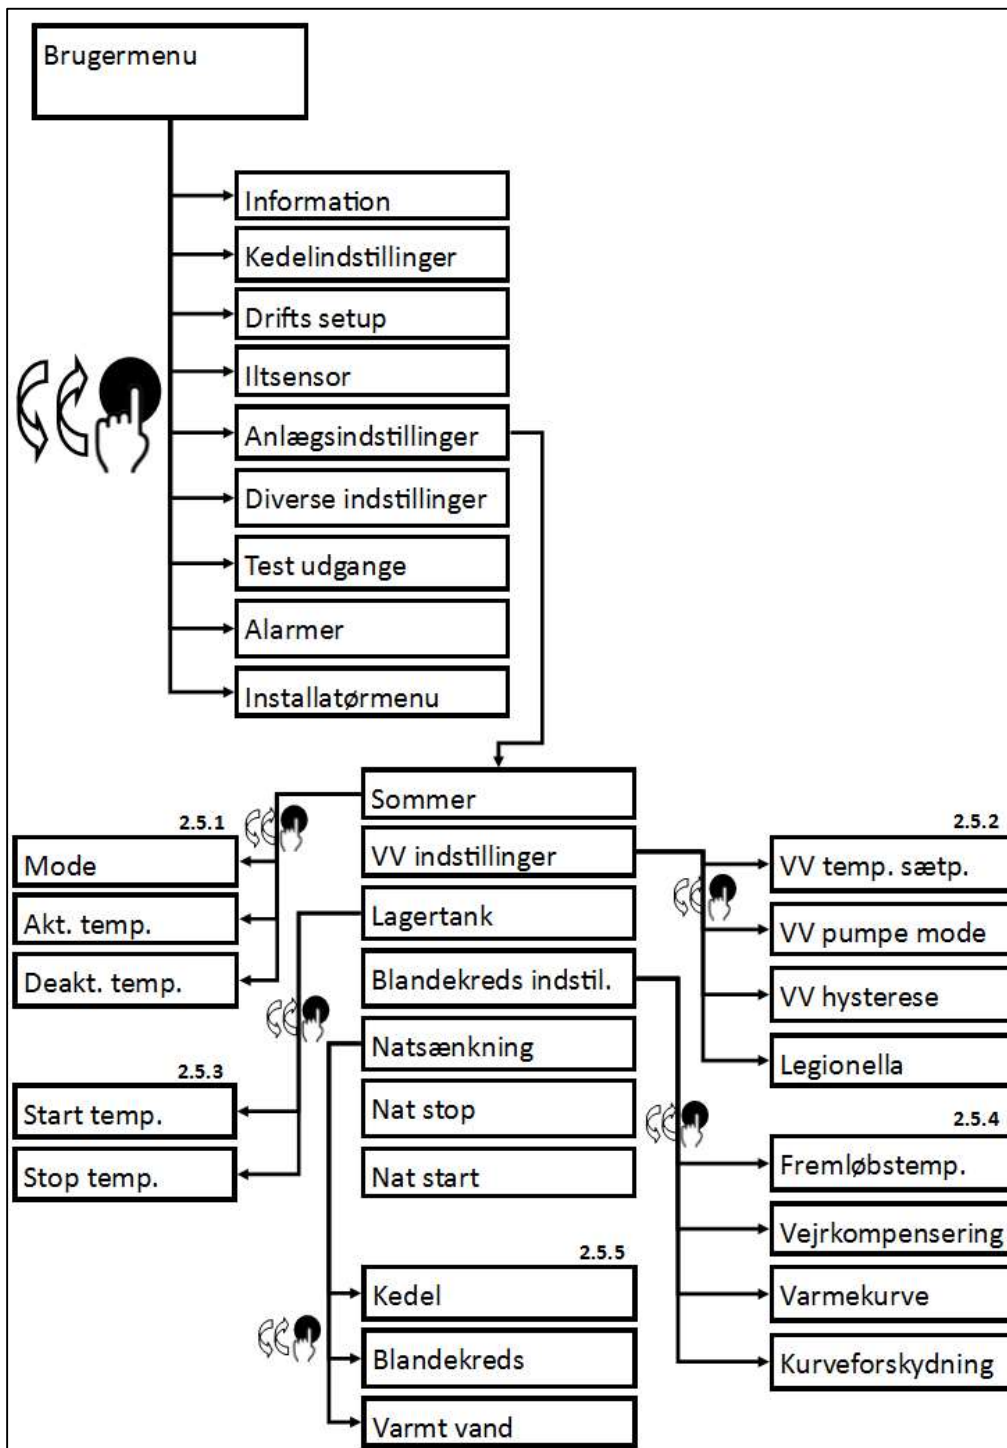 Brugermenu
Information
Kedelindstillinger
Drifts setup
Iltsensor
Anlægsindstillinger
Diverse indstillinger
Test udgange
Alarmer
Installatørmenu
Sommer
VV indstillinger
Lagertank
Blandekreds indstil.
Natsænkning
Nat stop
Nat start
2.5.1
Mode
Akt. temp.
Deakt. temp.
2.5.2
VV temp. sætp.
VV pumpe mode
VV hysterese
Legionella
2.5.3
Start temp.
Stop temp.
2.5.4
Fremløbstemp.
Vejrkompensering
Varmekurve
Kurveforskydning
2.5.5
Kedel
Blandekreds
Varmt vand